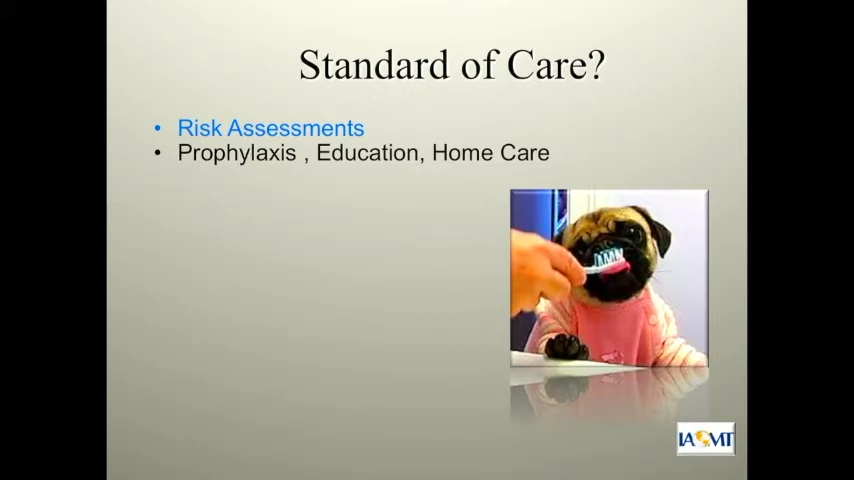 Standard of Care?
• Risk Assessments
• Prophylaxis , Education, Home Care
IAOMT